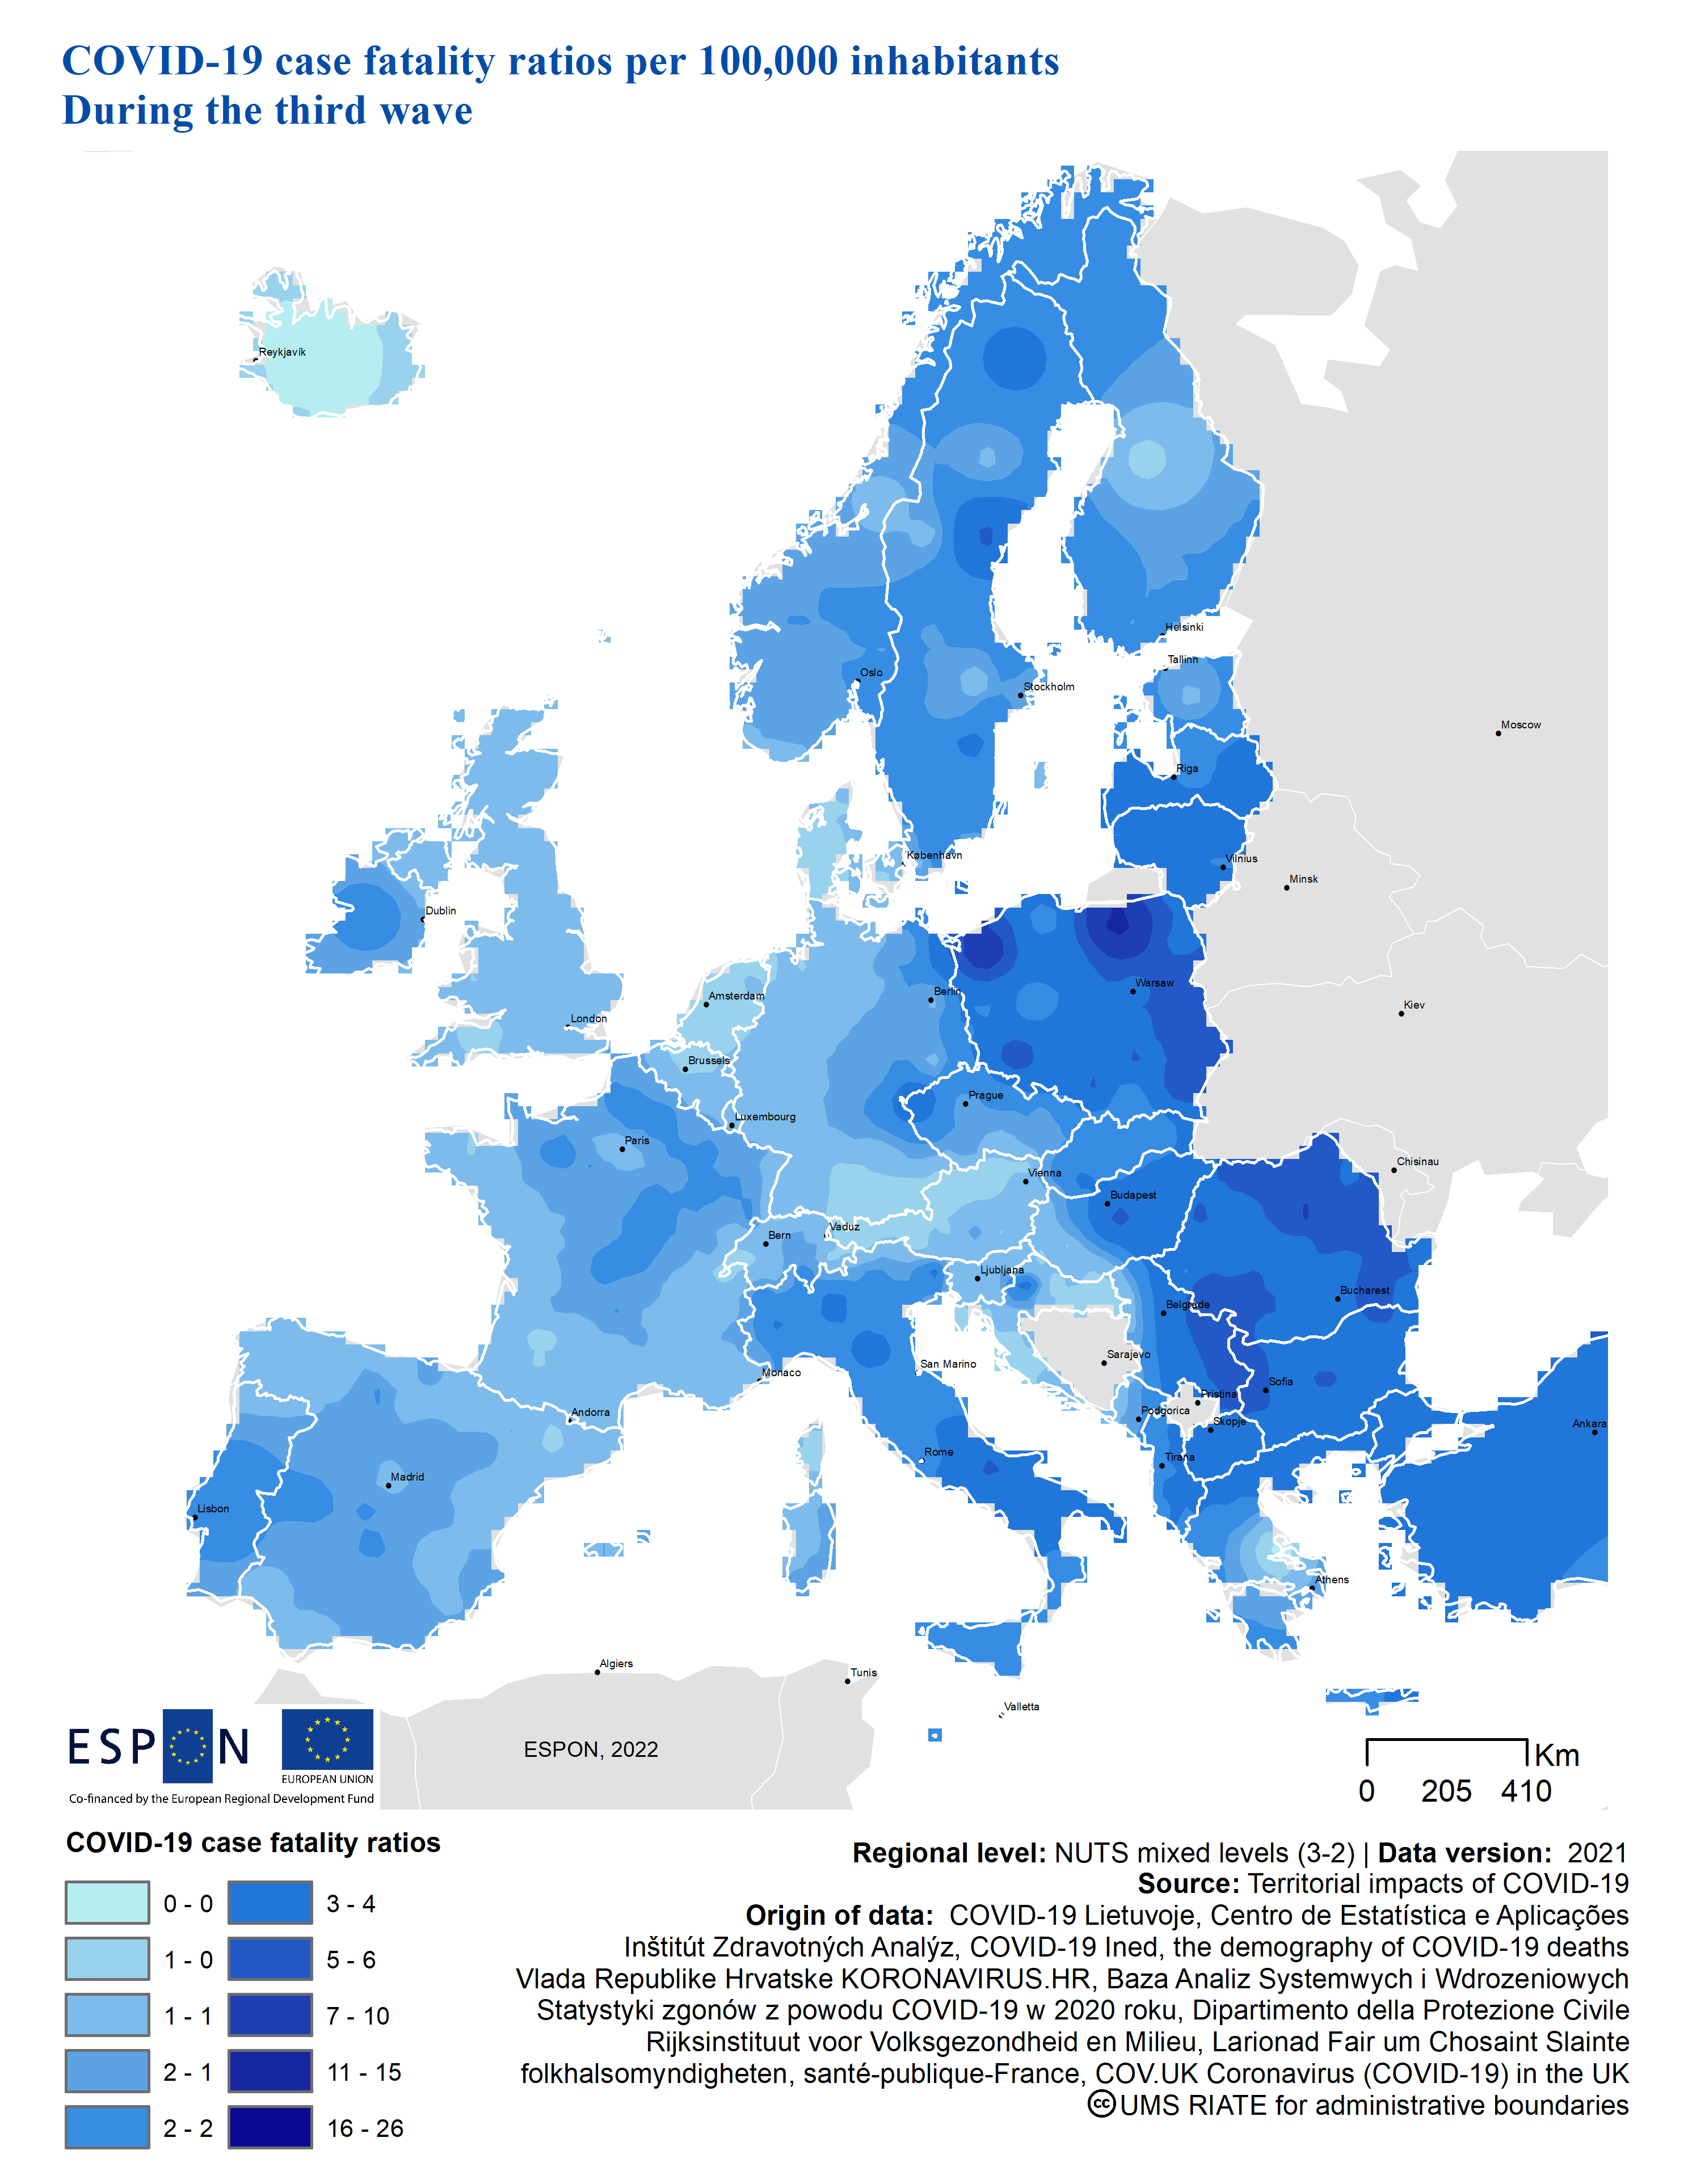 COVID-19 case fatality ratios per 100,000 inhabitants
During the third wave
Reykjavík
Helsinki
Tallinn
Oslo
Stockholm
Moscow
Riga
København
Vilnius
Minsk
Dublin
Warsaw
Amsterdam
Berlin
Kiev
London
Brussels
Prague
Luxembourg
Paris
Chisinau
Vienna
Budapest
Vaduz
Bern
Ljubljana
Bucharest
Belgrade
Sarajevo
San Marino
Monaco
Sofia
Pristina
Andorra
Podgorica
Skopje
Ankara
Rome
Tirana
Madrid
Lisbon
Athens
Algiers
Tunis
Valletta
ESPON
EUROPEAN UNION
Co-financed by the European Regional Development Fund
ESPON, 2022
Km
0 205 410
COVID-19 case fatality ratios
0 - 0
1 - 0
1 - 1
2 - 1
2 - 2
3 - 4
5 - 6
7 - 10
11 - 15
16 - 26
Regional level: NUTS mixed levels (3-2) | Data version: 2021
Source: Territorial impacts of COVID-19
Origin of data: COVID-19 Lietuvoje, Centro de Estatística e Aplicações
Inštitút Zdravotných Analýz, COVID-19 Ined, the demography of COVID-19 deaths
Vlada Republike Hrvatske KORONAVIRUS.HR, Baza Analiz Systemwych i Wdrozeniowych
Statystyki zgonów z powodu COVID-19 w 2020 roku, Dipartimento della Protezione Civile
Rijksinstituut voor Volksgezondheid en Milieu, Larionad Fair um Chosaint Slainte
folkhalsomyndigheten, santé-publique-France, COV.UK Coronavirus (COVID-19) in the UK
cc UMS RIATE for administrative boundaries